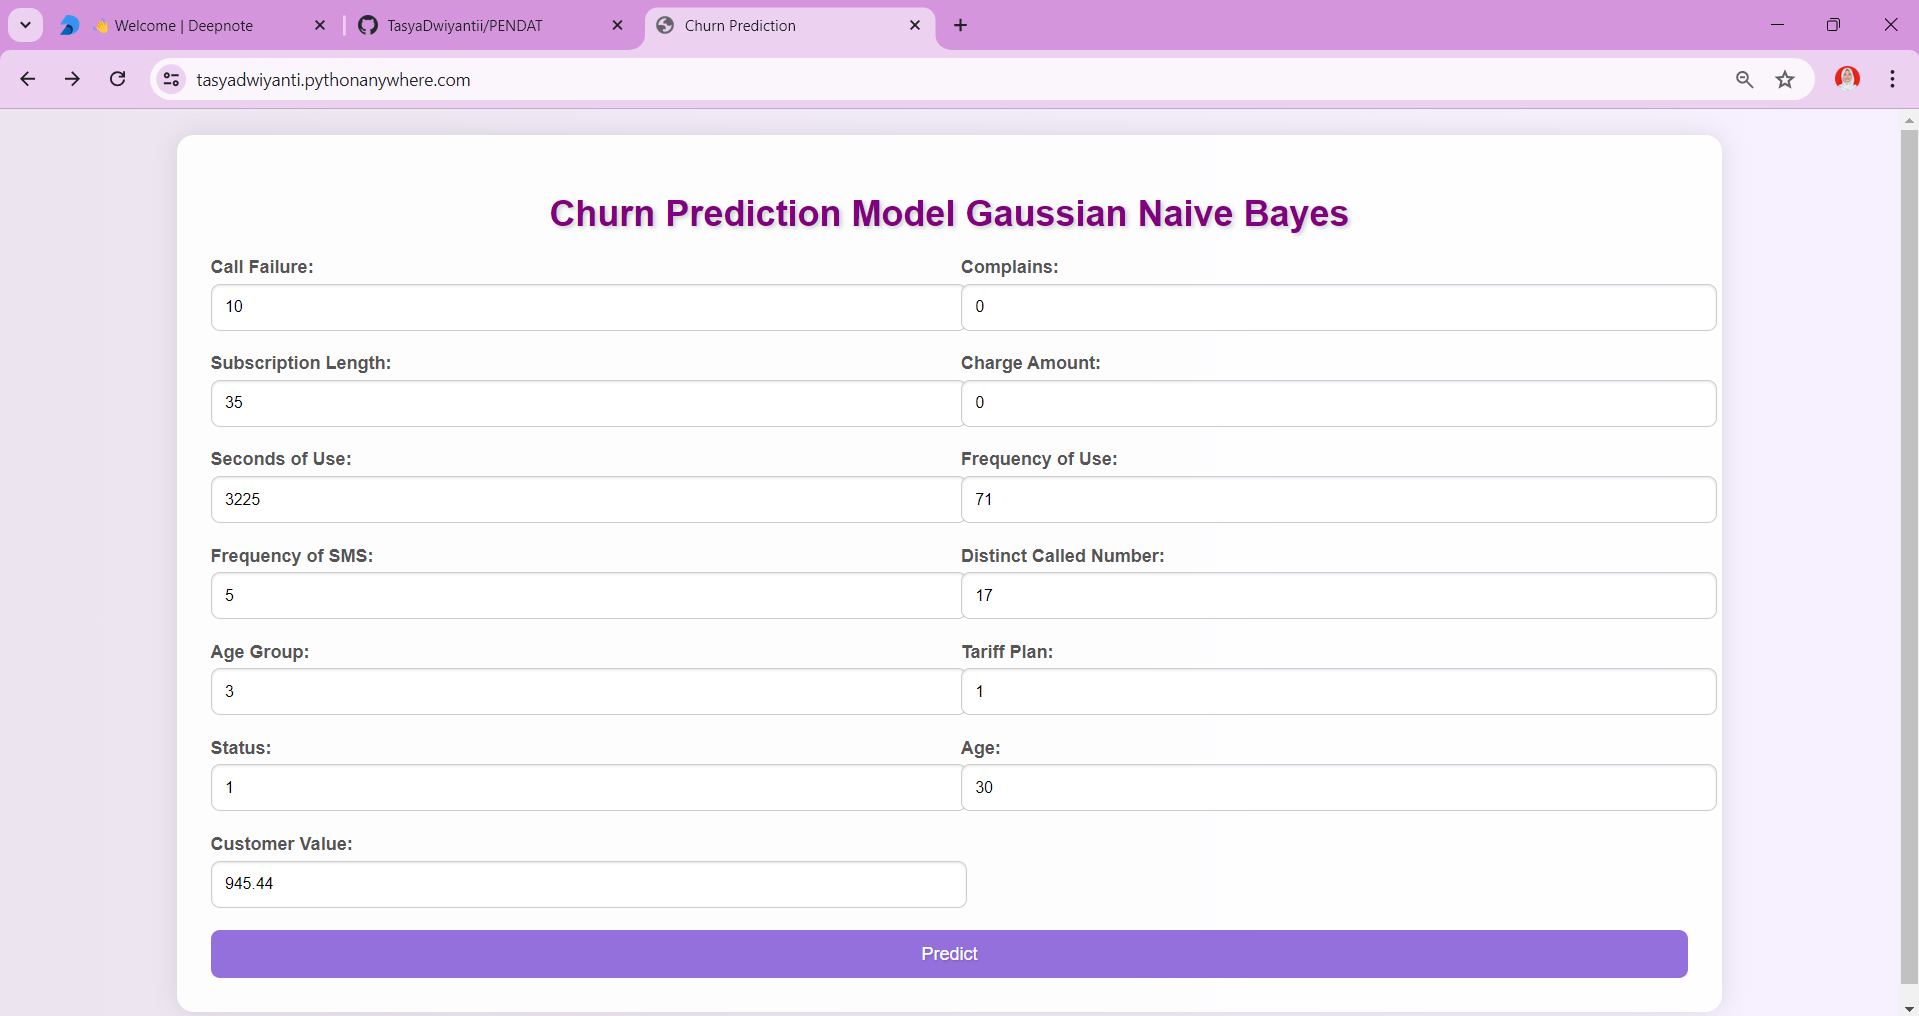 Welcome | Deepnote
TasyaDwiyantii/PENDAT
Churn Prediction
tasyadwiyanti.pythonanywhere.com
Churn Prediction Model Gaussian Naive Bayes
Call Failure:
Complains:
10
0
Subscription Length:
Charge Amount:
35
0
Seconds of Use:
Frequency of Use:
3225
71
Frequency of SMS:
Distinct Called Number:
5
17
Age Group:
Tariff Plan:
3
1
Status:
Age:
1
30
Customer Value:
945.44
Predict